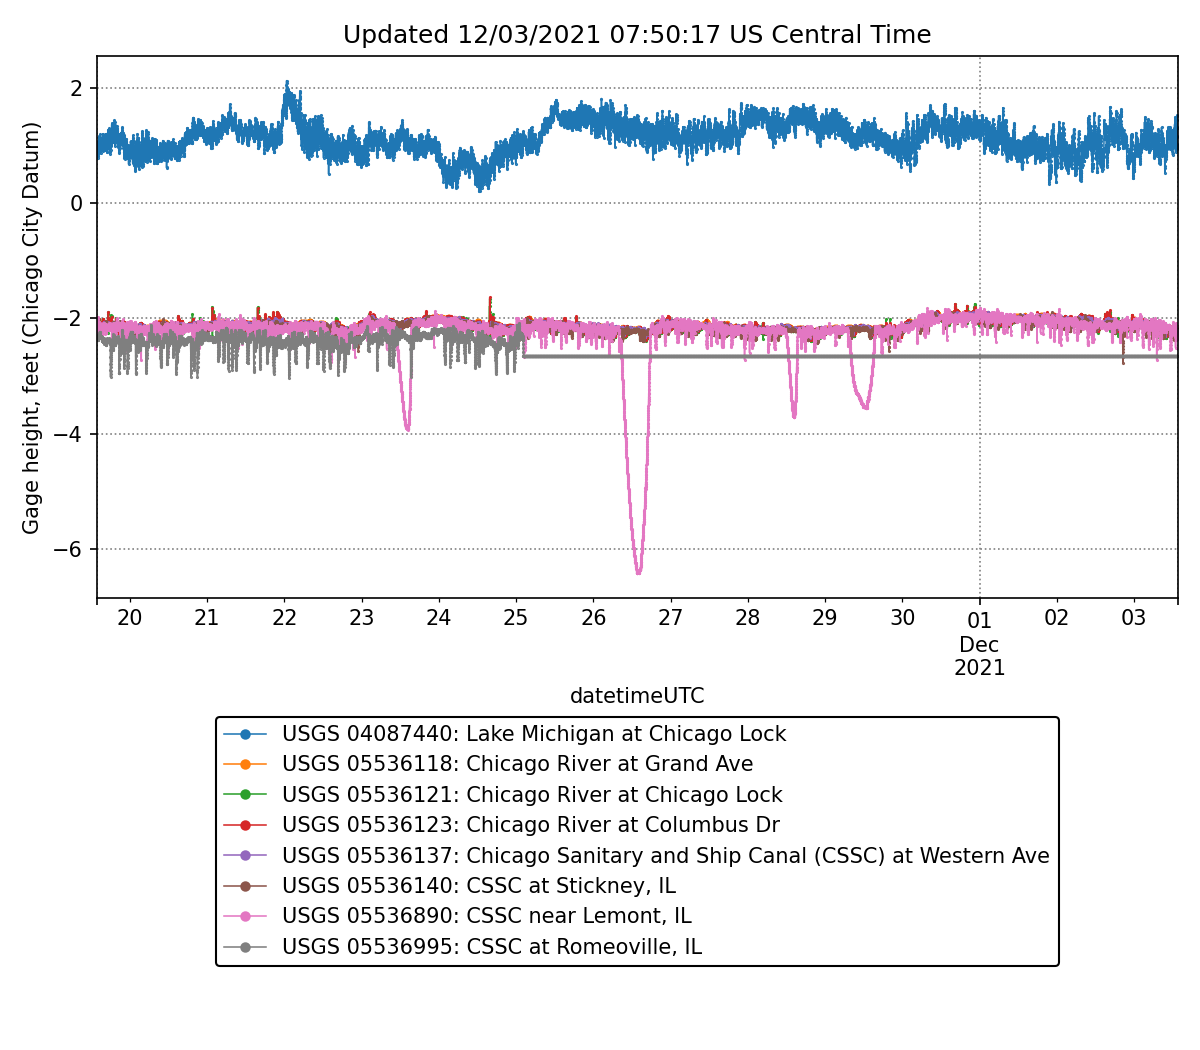 Updated 12/03/2021 07:50:17 US Central Time
Gage height, feet (Chicago City Datum)
2
0
−2
−4
−6
20 21 22 23 24 25 26 27 28 29 30 01 02 03
Dec
2021
datetimeUTC
USGS 04087440: Lake Michigan at Chicago Lock
USGS 05536118: Chicago River at Grand Ave
USGS 05536121: Chicago River at Chicago Lock
USGS 05536123: Chicago River at Columbus Dr
USGS 05536137: Chicago Sanitary and Ship Canal (CSSC) at Western Ave
USGS 05536140: CSSC at Stickney, IL
USGS 05536890: CSSC near Lemont, IL
USGS 05536995: CSSC at Romeoville, IL